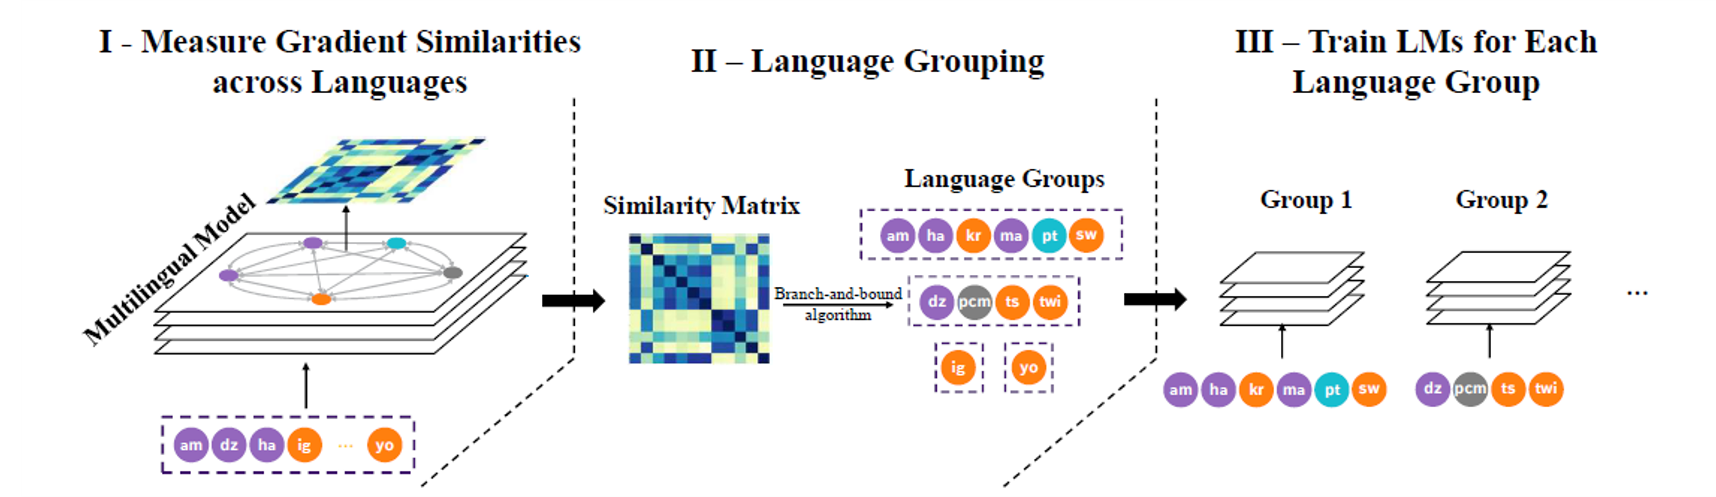 I - Measure Gradient Similarities
across Languages
Multilingual Model
am dz ha ig ... yo
II – Language Grouping
Similarity Matrix
Branch-and-bound
algorithm
Language Groups
am ha kr ma pt sw
dz pcm ts twi
ig yo
III – Train LMs for Each
Language Group
Group 1
am ha kr ma pt sw
Group 2
dz pcm ts twi
...